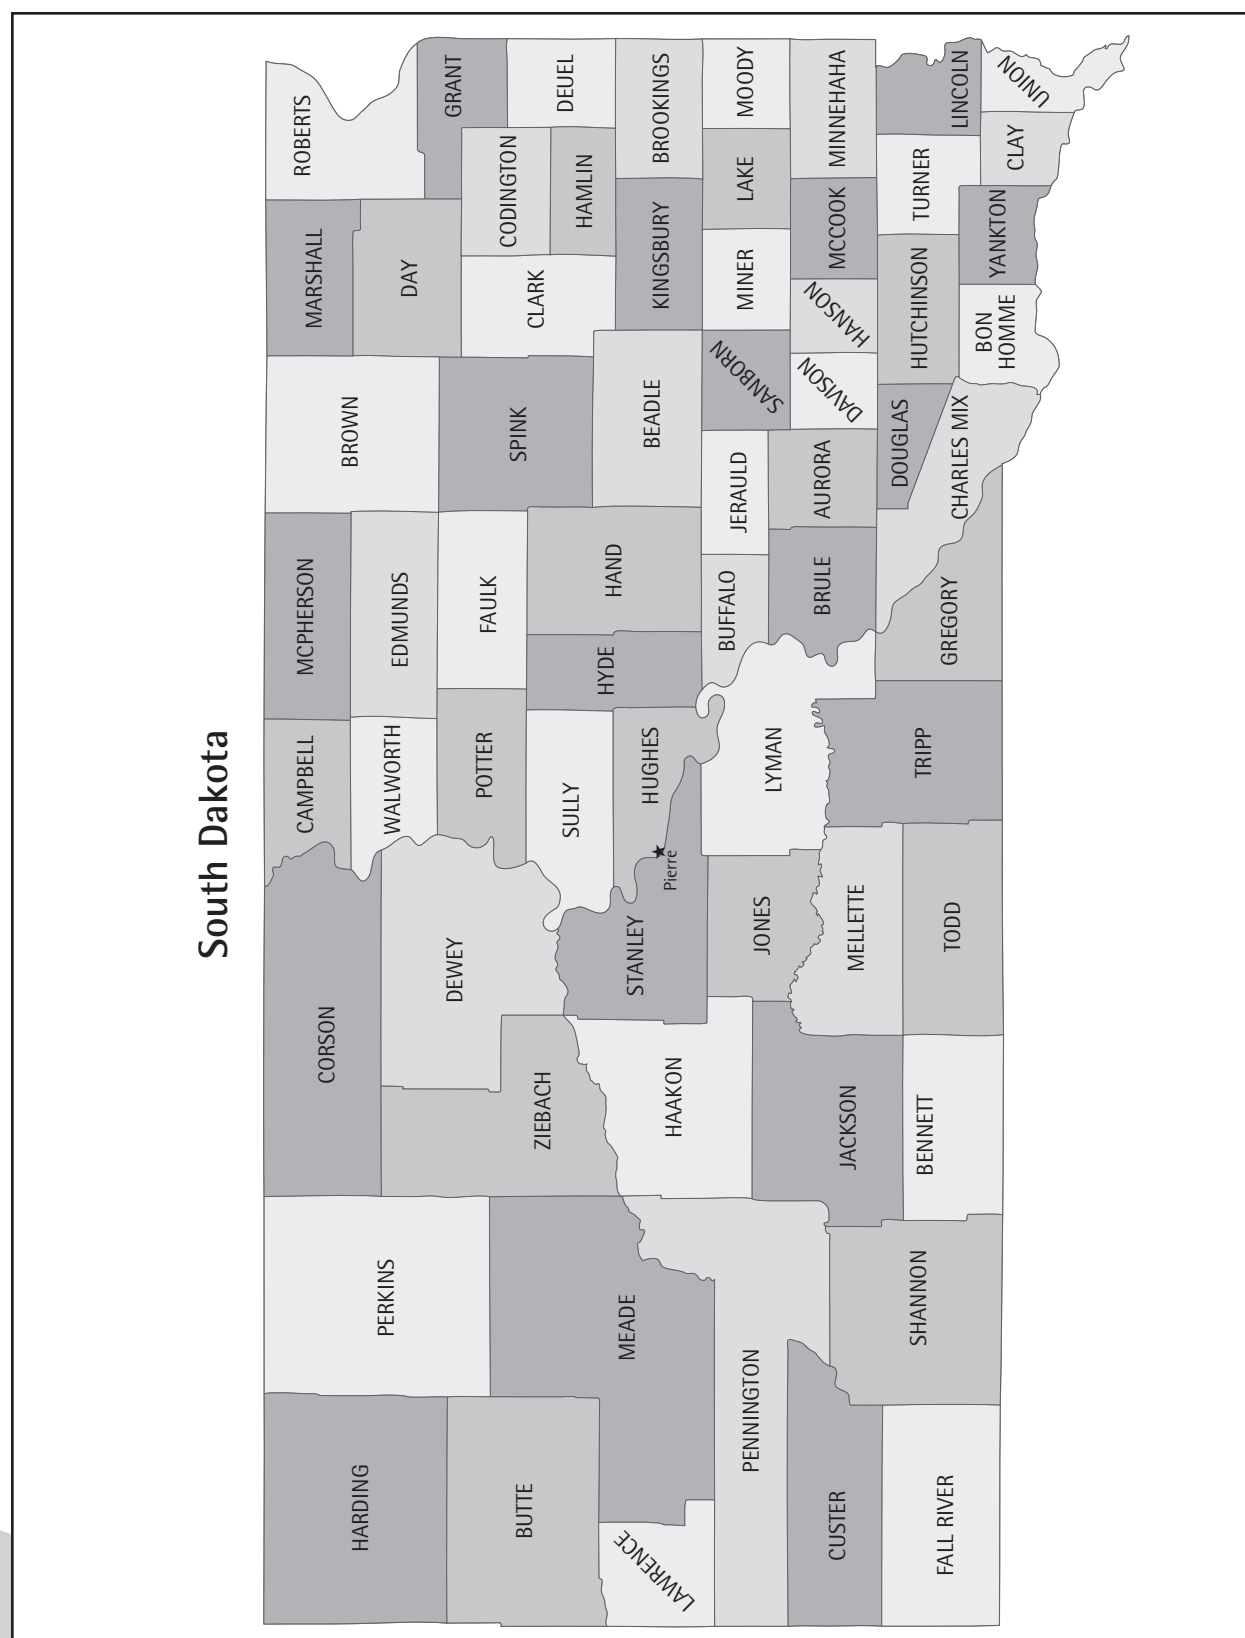 South Dakota
HARDING
PERKINS
CORSON
CAMPBELL
MCPHERSON
BROWN
MARSHALL
ROBERTS
WALWORTH
EDMUNDS
DAY
GRANT
BUTTE
MEADE
ZIEBACH
DEWEY
POTTER
FAULK
SPINK
CLARK
CODINGTON
DEUEL
HAMLIN
LAWRENCE
HAAKON
STANLEY
Pierre
SULLY
HUGHES
HYDE
HAND
BEADLE
KINGSBURY
BROOKINGS
PENNINGTON
JONES
LYMAN
BUFFALO
JERAULD
SANBORN
MINER
LAKE
MOODY
CUSTER
JACKSON
MELLETTE
BRULE
AURORA
DAVISON
HANSON
MCCOOK
MINNEHAHA
FALL RIVER
SHANNON
BENNETT
TODD
TRIPP
GREGORY
CHARLES MIX
DOUGLAS
HUTCHINSON
TURNER
LINCOLN
BON
HOMME
YANKTON
CLAY
UNION